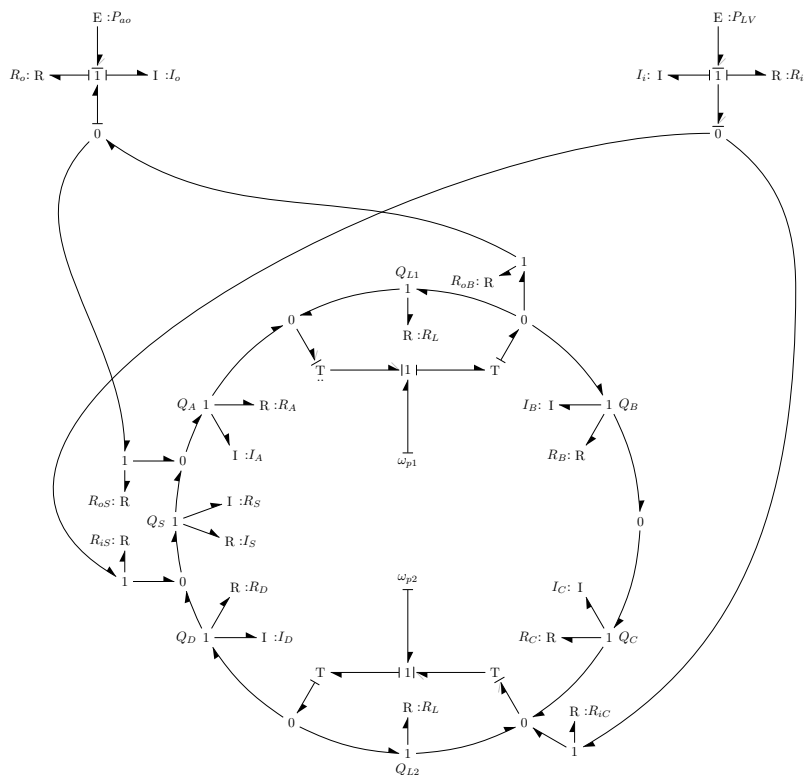 E :P_ao
E :P_LV
R_o: R 1 I :I_o
I_i: I 1 R :R_i
0
0
1
Q_L1
R_oB: R
1
0
0
R :R_L
T
..
1
T
Q_A 1 R :R_A
I_B: I 1 Q_B
I :I_A
R_B: R
1 0
ω_p1
R_oS: R
I :R_S
Q_S 1
0
R_iS: R
R :I_S
1 0
ω_p2
R :R_D
I_C: I
Q_D 1 I :I_D
R_C: R 1 Q_C
T 1 T
R :R_L
R :R_iC
0
0
1
1
Q_L2